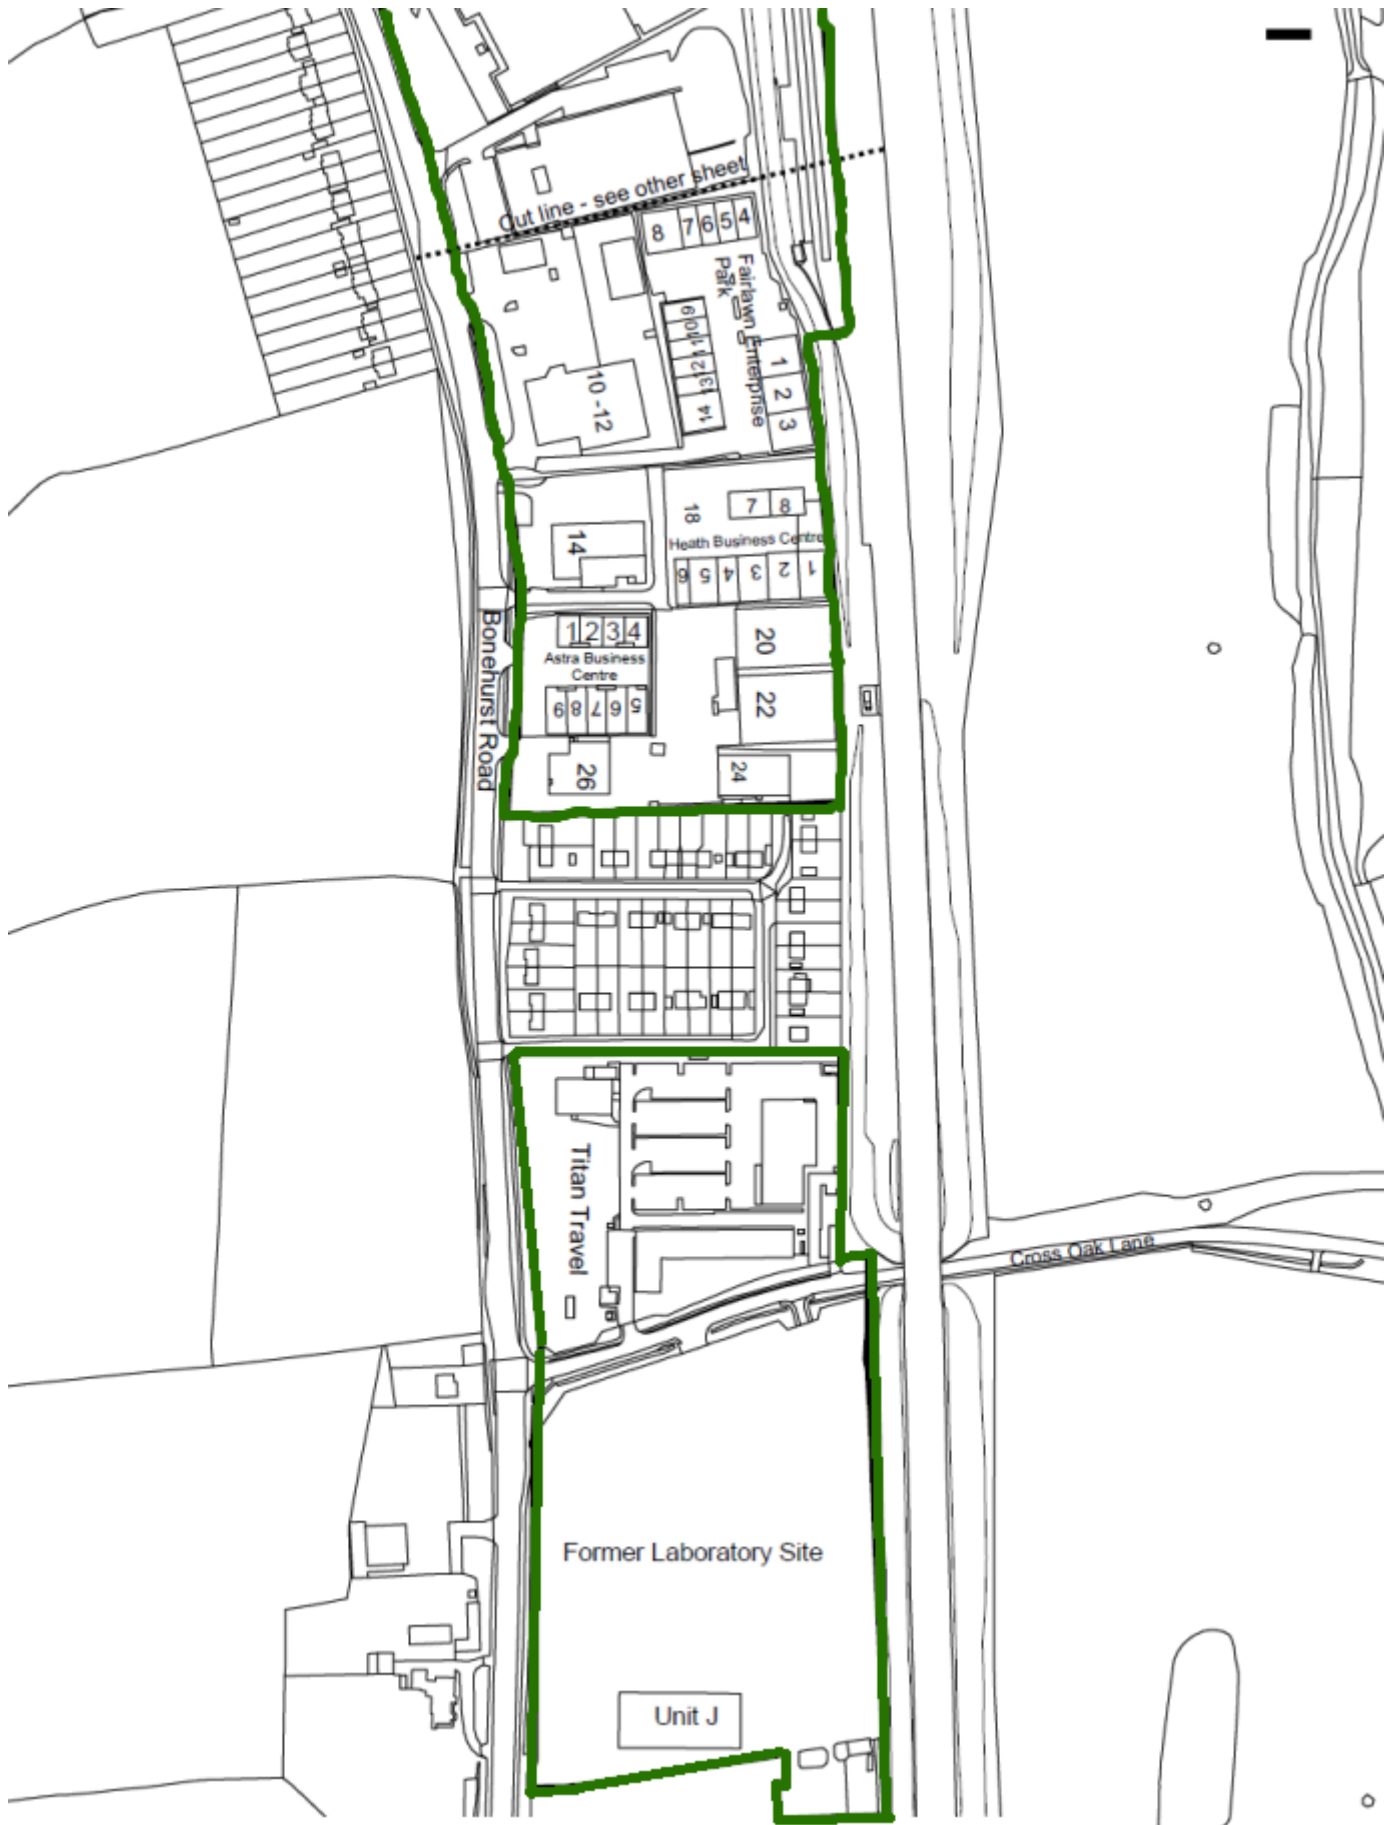 Cut line - see other sheet
8 7 6 5 4
Fairlawn Enterprise
Park
9
10
11
12
13
14
1
2
3
10 -12
7 8
18
Heath Business Centre
6 5 4 3 2 1
14
1 2 3 4
Astra Business
Centre
9 8 7 6 5
20
22
24
26
Bonehurst Road
Titan Travel
Cross Oak Lane
Former Laboratory Site
Unit J